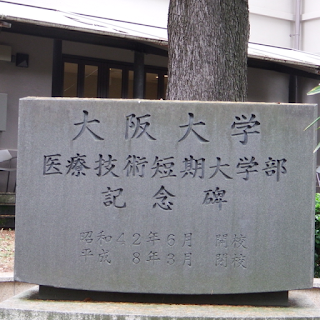 大阪大学
医療技術短期大学部
記念碑
昭和42年6月 開校
平成 8年3月 閉校